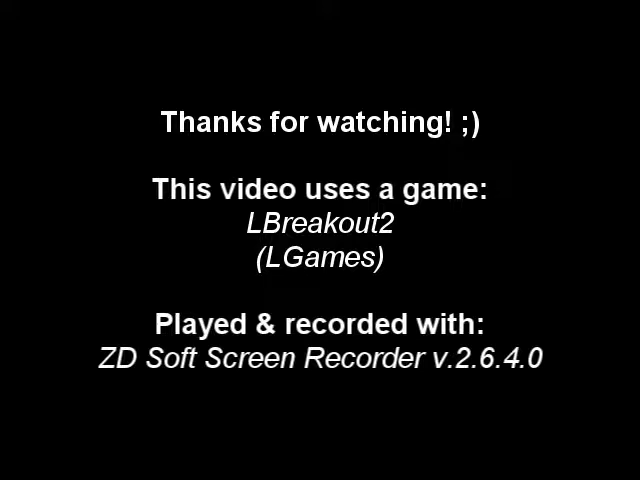 Thanks for watching! ;)
This video uses a game:
LBreakout2
(LGames)
Played & recorded with:
ZD Soft Screen Recorder v.2.6.4.0